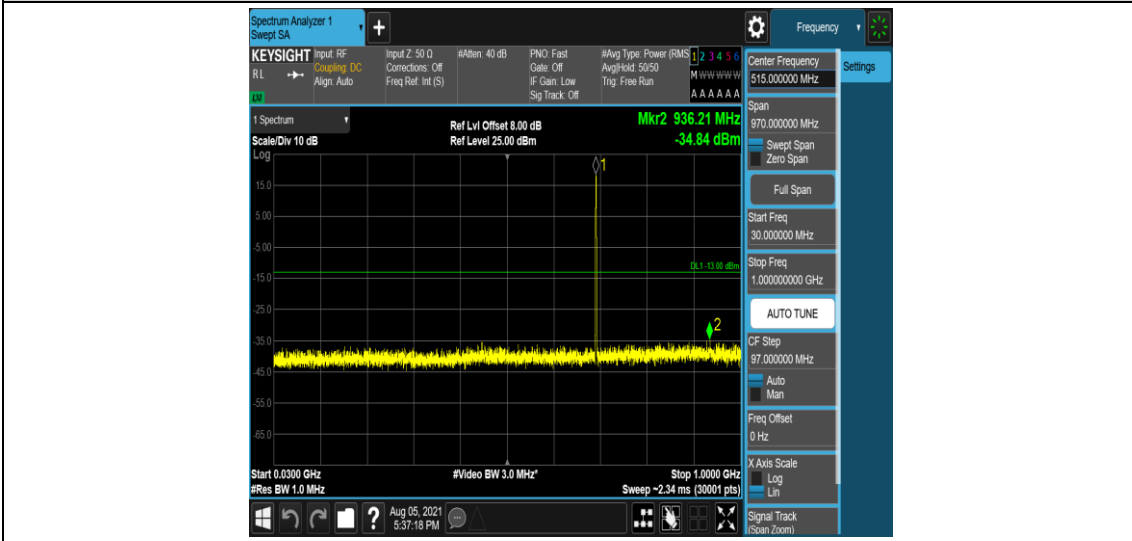 Spectrum Analyzer 1
Swept SA
Frequency
KEYSIGHT
R L
Input: RF
Coupling: DC
Align: Auto
Input Z: 50 Ω
Corrections: Off
Freq Ref: Int (S)
#Atten: 40 dB
PNO: Fast
Gate: Off
IF Gain: Low
Sig Track: Off
#Avg Type: Power (RMS
Avg|Hold: 50/50
Trig: Free Run
1 2 3 4 5 6
M W W W W W
A A A A A A
1 Spectrum
Scale/Div 10 dB
Log
Ref Lvl Offset 8.00 dB
Ref Level 25.00 dBm
Mkr2 936.21 MHz
-34.84 dBm
15.0
5.00
-5.00
-15.0
-25.0
-35.0
-45.0
-55.0
-65.0
1
DL1 -13.00 dBm
2
Start 0.0300 GHz
#Res BW 1.0 MHz
#Video BW 3.0 MHz*
Stop 1.0000 GHz
Sweep ~2.34 ms (30001 pts)
Center Frequency
515.000000 MHz
Settings
Span
970.000000 MHz
Swept Span
Zero Span
Full Span
Start Freq
30.000000 MHz
Stop Freq
1.000000000 GHz
AUTO TUNE
CF Step
97.000000 MHz
Auto
Man
Freq Offset
0 Hz
X Axis Scale
Log
Lin
Signal Track
(Span Zoom)
?
Aug 05, 2021
5:37:18 PM